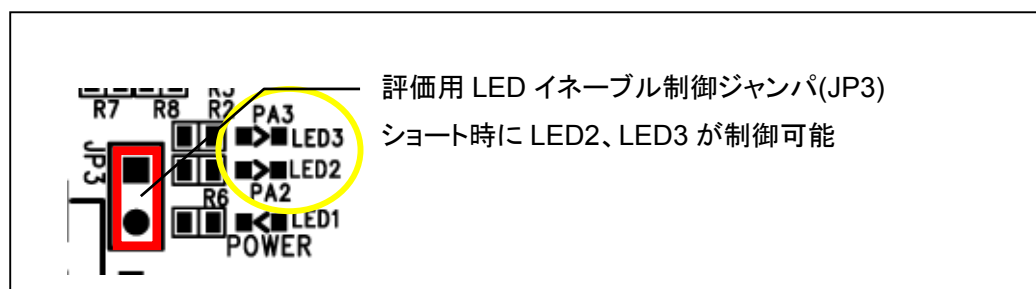 評価用 LED イネーブル制御ジャンパ(JP3)
ショート時に LED2、LED3 が制御可能
R7 R8 R2 PA3
LED3
JP3
LED2
R6 PA2
LED1
POWER